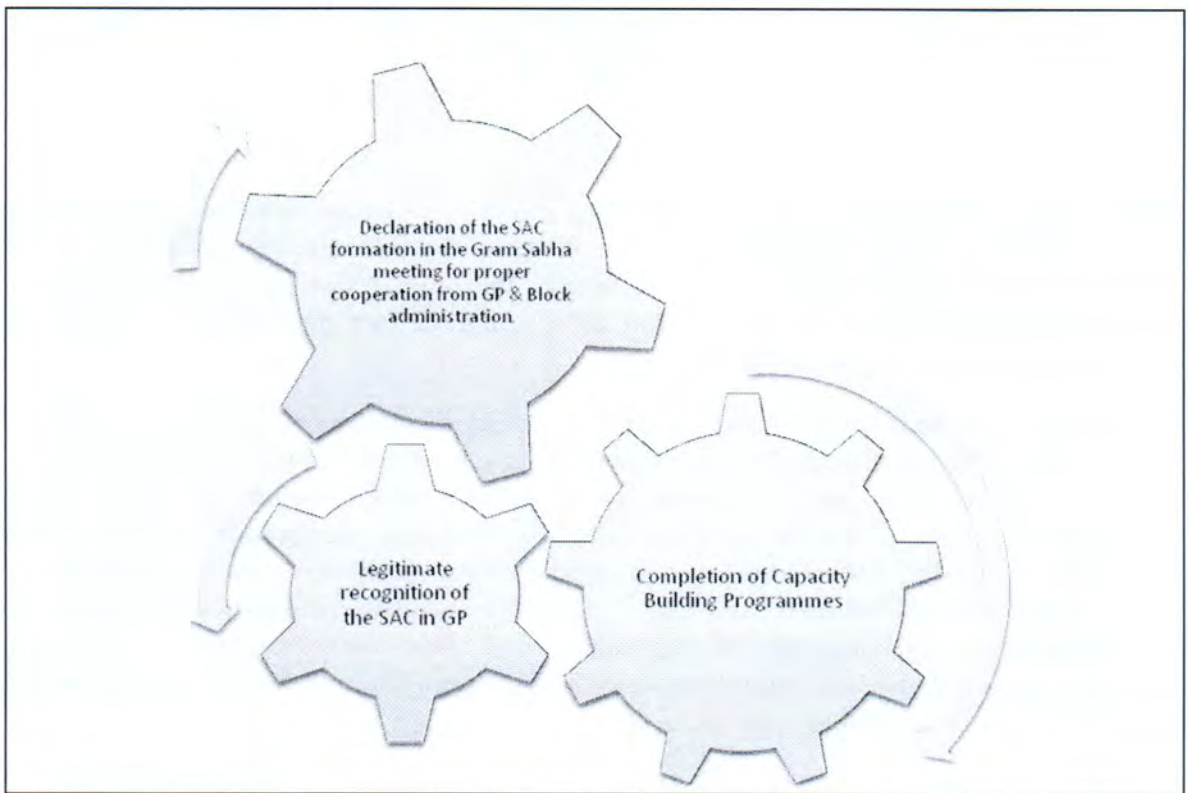 Declaration of the SAC
formation in the Gram Sabha
meeting for proper
cooperation from GP & Block
administration
Legitimate
recognition of
the SAC in GP
Completion of Capacity
Building Programmes